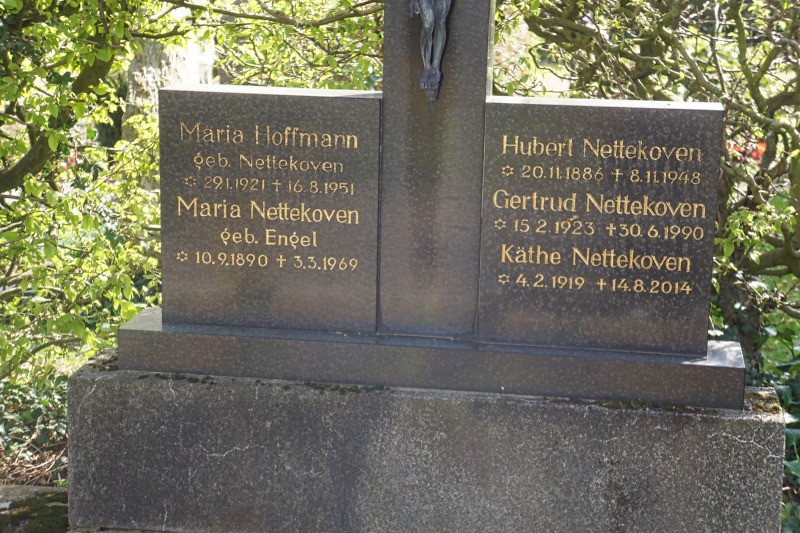 Maria Hoffmann
geb. Nettekoven
✡ 29.1.1921 ✝ 16.8.1951
Maria Nettekoven
geb. Engel
✡ 10.9.1890 ✝ 3.3.1969
Hubert Nettekoven
✡ 20.11.1886 ✝ 8.11.1948
Gertrud Nettekoven
✡ 15.2.1923 ✝ 30.6.1990
Käthe Nettekoven
✡ 4.2.1919 ✝ 14.8.2014